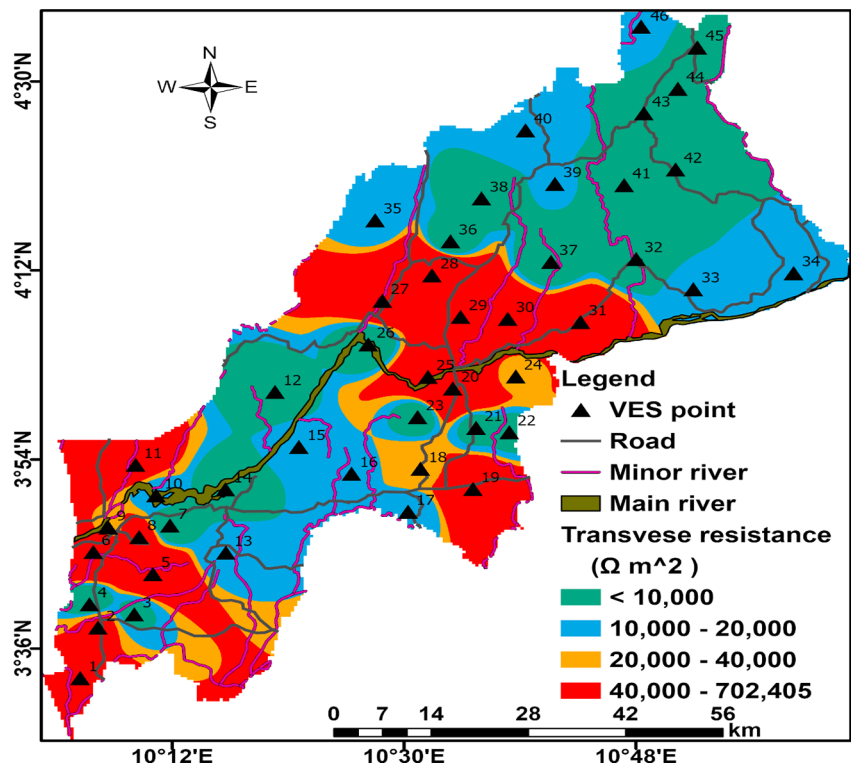 46
45
4°30'N
N
W E
S
44
43
40
42
39
41
38
35
36
37
32
4°12'N
28
34
33
27
29
30
31
26
25
24
20
Legend
12
VES point
23
21
22
Road
15
11
3°54'N
18
Minor river
16
10
14
19
Main river
17
9
7
8
Transvese resistance
6
13
(Ω m^2 )
5
< 10,000
4
3
2
10,000 - 20,000
3°36'N
20,000 - 40,000
1
40,000 - 702,405
0 7 14 28 42 56
km
10°12'E 10°30'E 10°48'E